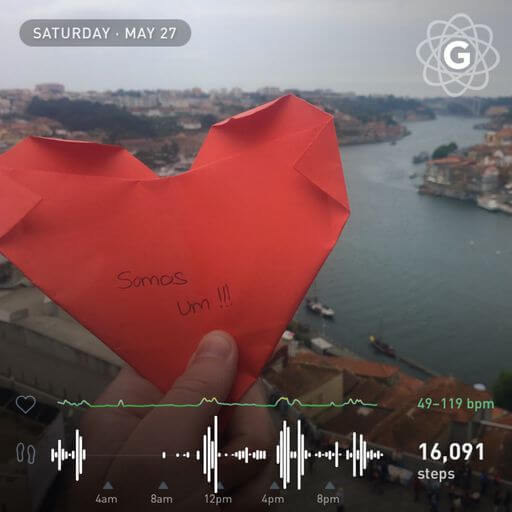 SATURDAY · MAY 27
G
Somos
um !!!
49–119 bpm
16,091
steps
4am 8am 12pm 4pm 8pm